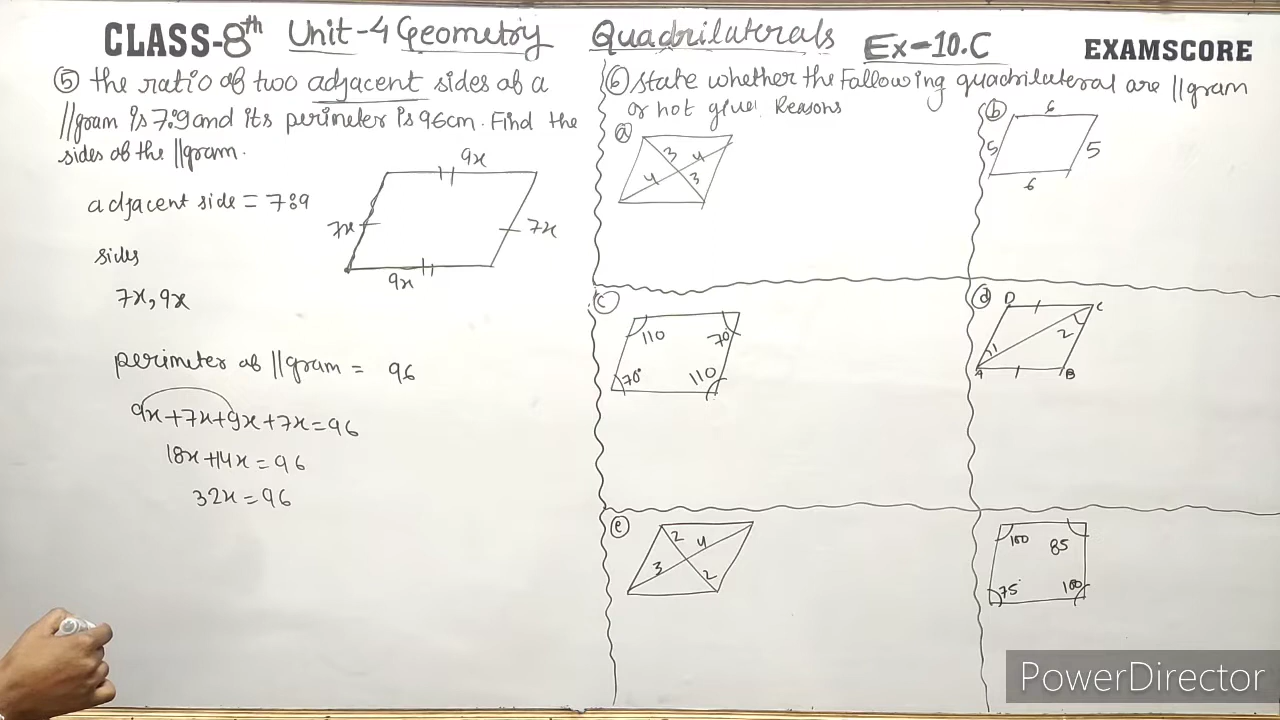 CLASS-8th Unit-4 Geometry Quadrilaterals Ex-10.C EXAMSCORE
⑤ the ratio of two adjacent sides of a
//gram is 7:9 and its perimeter is 96cm. Find the
sides of the //gram.
9x
7x
7x
9x
adjacent side = 7:9
sides
7x, 9x
perimeter of //gram = 96
9x+7x+9x+7x=96
18x+14x=96
32x=96
⑥ State whether the Following quadrilateral are //gram
or not give Reasons
ⓐ
3 4
4 3
ⓑ
6
5 5
6
ⓒ
110 70°
70° 110
ⓓ
D C
1 2
A B
ⓔ
2 4
3 2
100 85
75° 100
PowerDirector